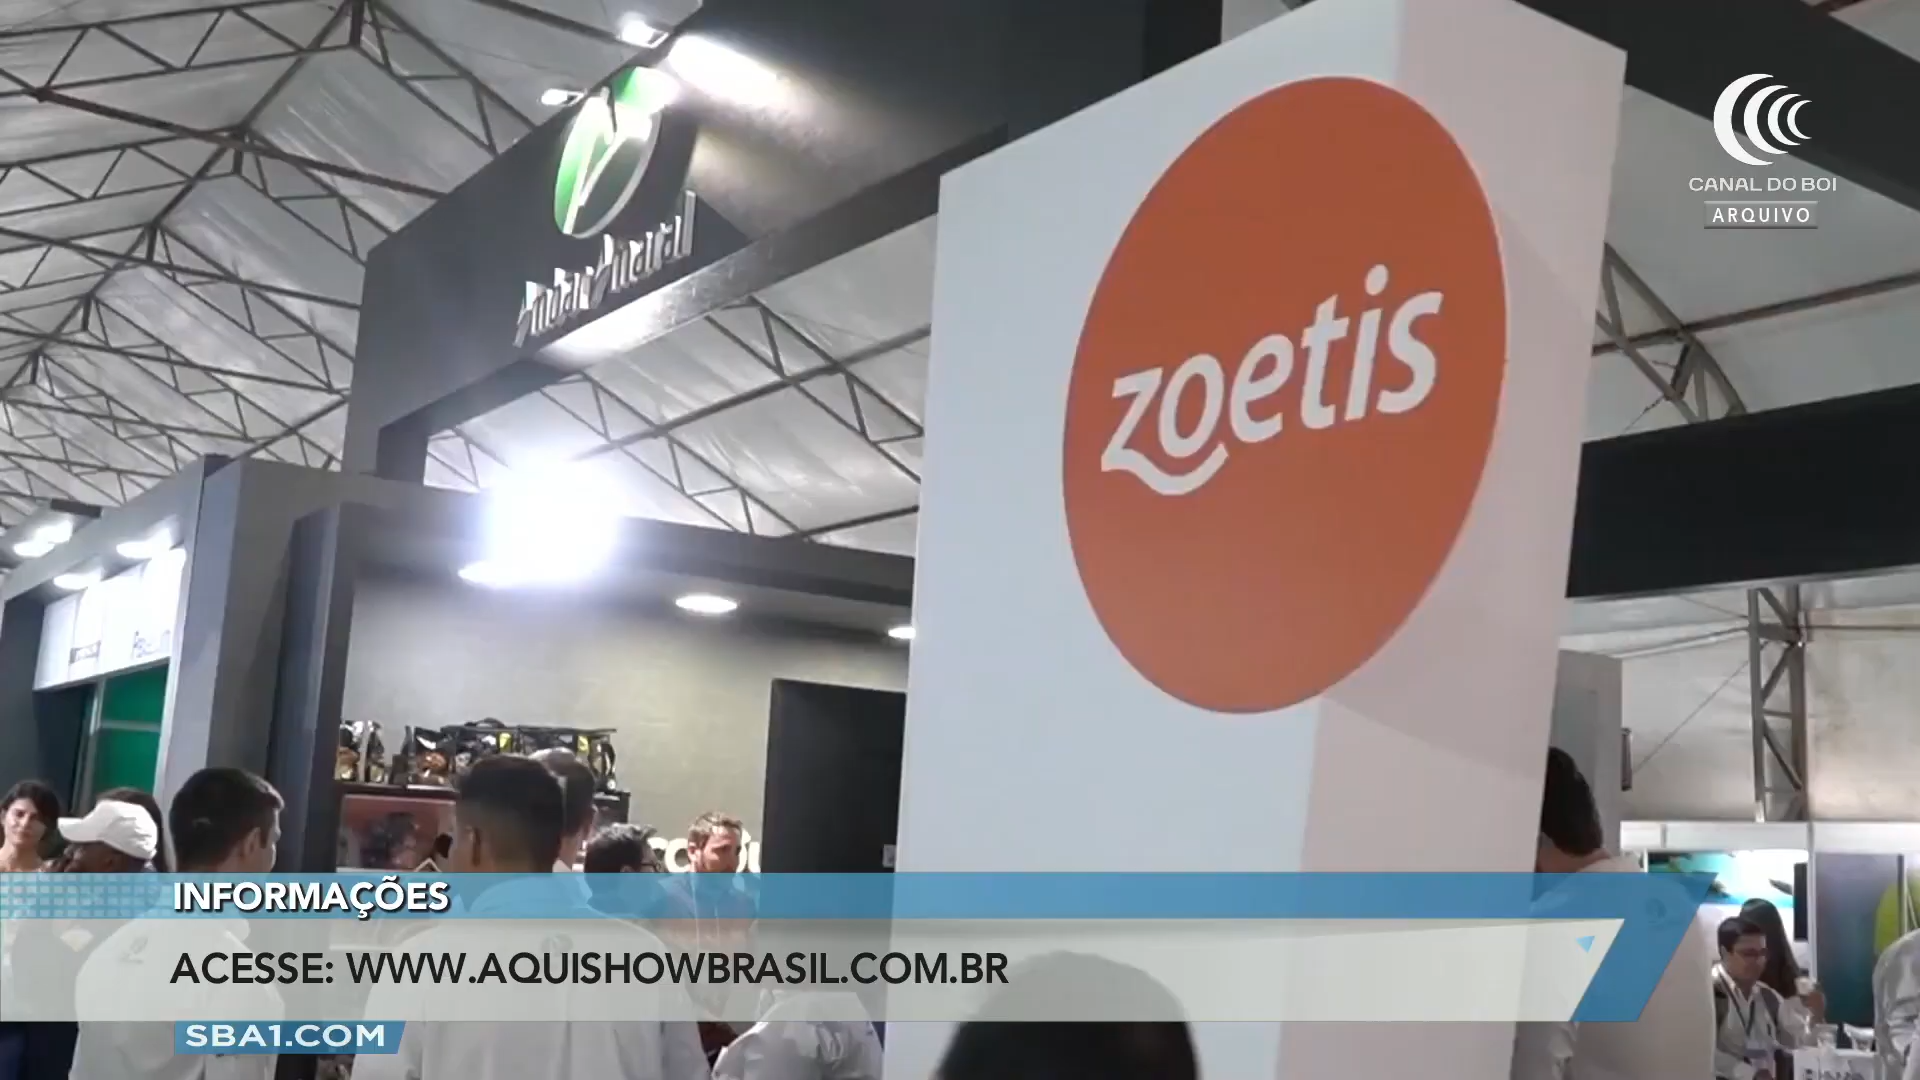 CANAL DO BOI
ARQUIVO
zoetis
INFORMAÇÕES
ACESSE: WWW.AQUISHOWBRASIL.COM.BR
SBA1.COM